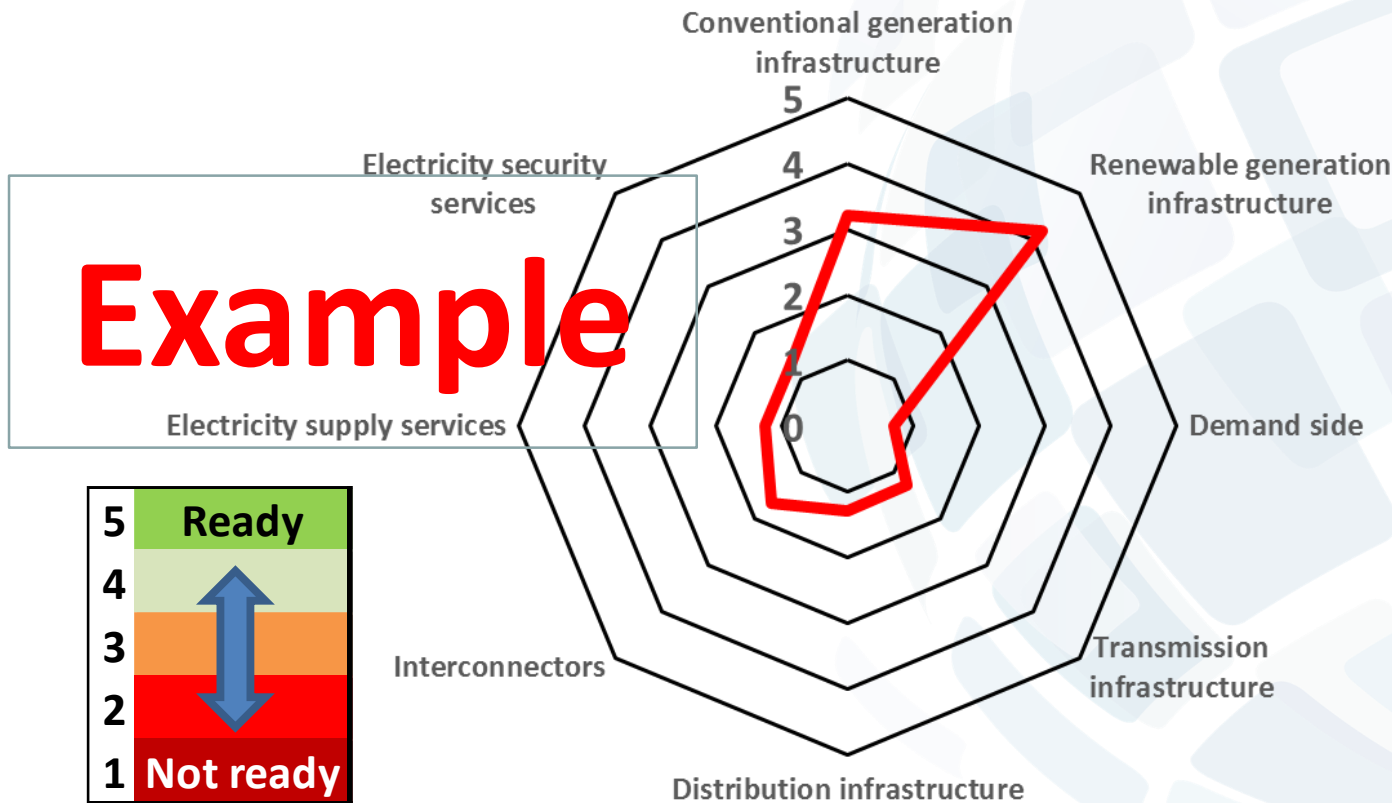 Conventional generation
infrastructure
5
Electricity security
services
4
Renewable generation
infrastructure
3
Example
2
1
Electricity supply services
0
Demand side
5 Ready
4
3
2
1 Not ready
Interconnectors
Transmission
infrastructure
Distribution infrastructure